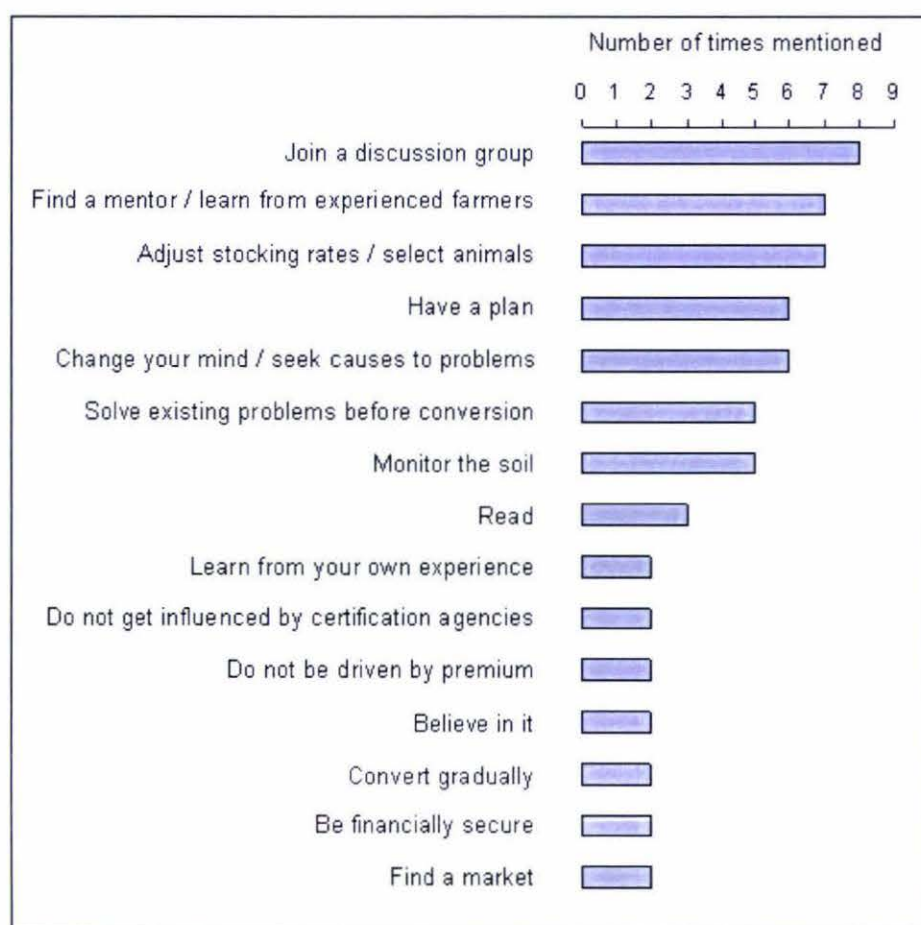 Number of times mentioned
0 1 2 3 4 5 6 7 8 9
Join a discussion group
Find a mentor / learn from experienced farmers
Adjust stocking rates / select animals
Have a plan
Change your mind / seek causes to problems
Solve existing problems before conversion
Monitor the soil
Read
Learn from your own experience
Do not get influenced by certification agencies
Do not be driven by premium
Believe in it
Convert gradually
Be financially secure
Find a market